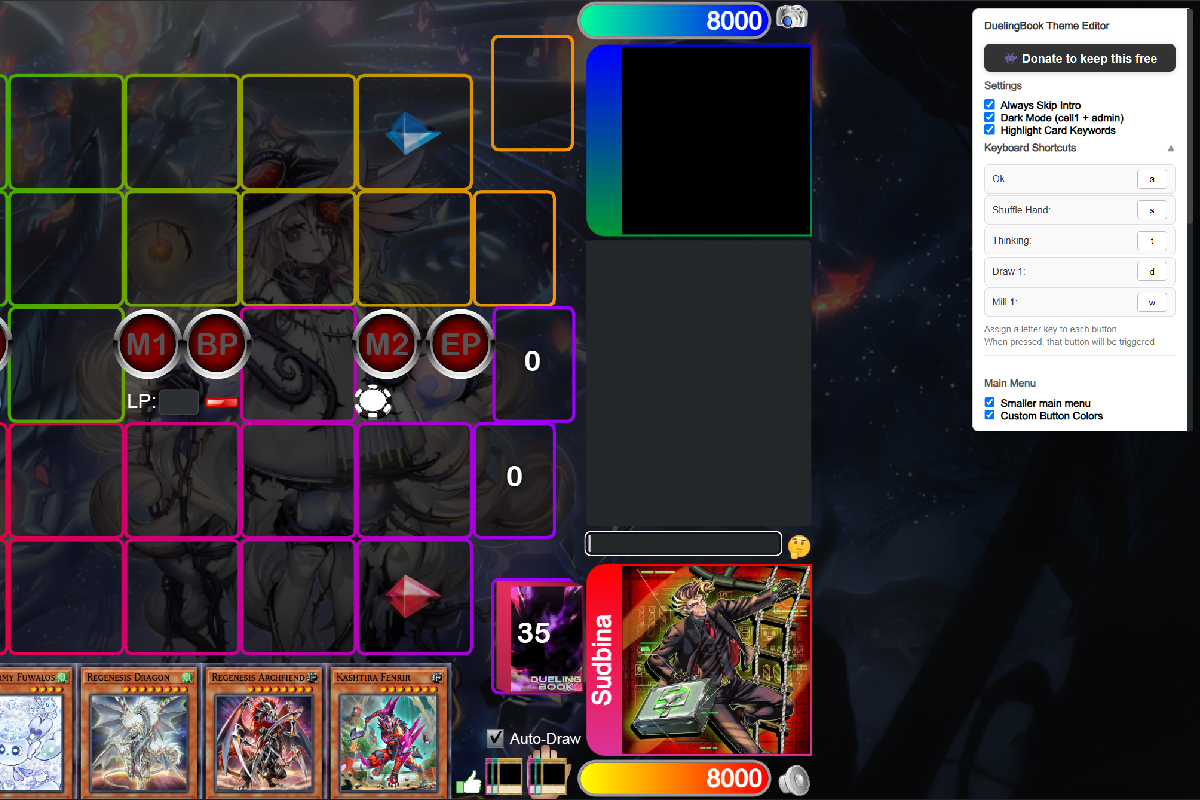 8000
M1
BP
M2
EP
0
LP:
0
35
DUELING
BOOK
Sudbina
RMY FUWALOS
REGENESIS DRAGON
REGENESIS ARCHFIEND
KASHTIRA FENRIR
Auto-Draw
8000
DuelingBook Theme Editor
Donate to keep this free
Settings
Always Skip Intro
Dark Mode (call1 + admin)
Highlight Card Keywords
Keyboard Shortcuts
Ok a
Shuffle Hand: s
Thinking: t
Draw 1: d
Mill 1: w
Assign a letter key to each button.
When pressed, that button will be triggered.
Main Menu
Smaller main menu
Custom Button Colors